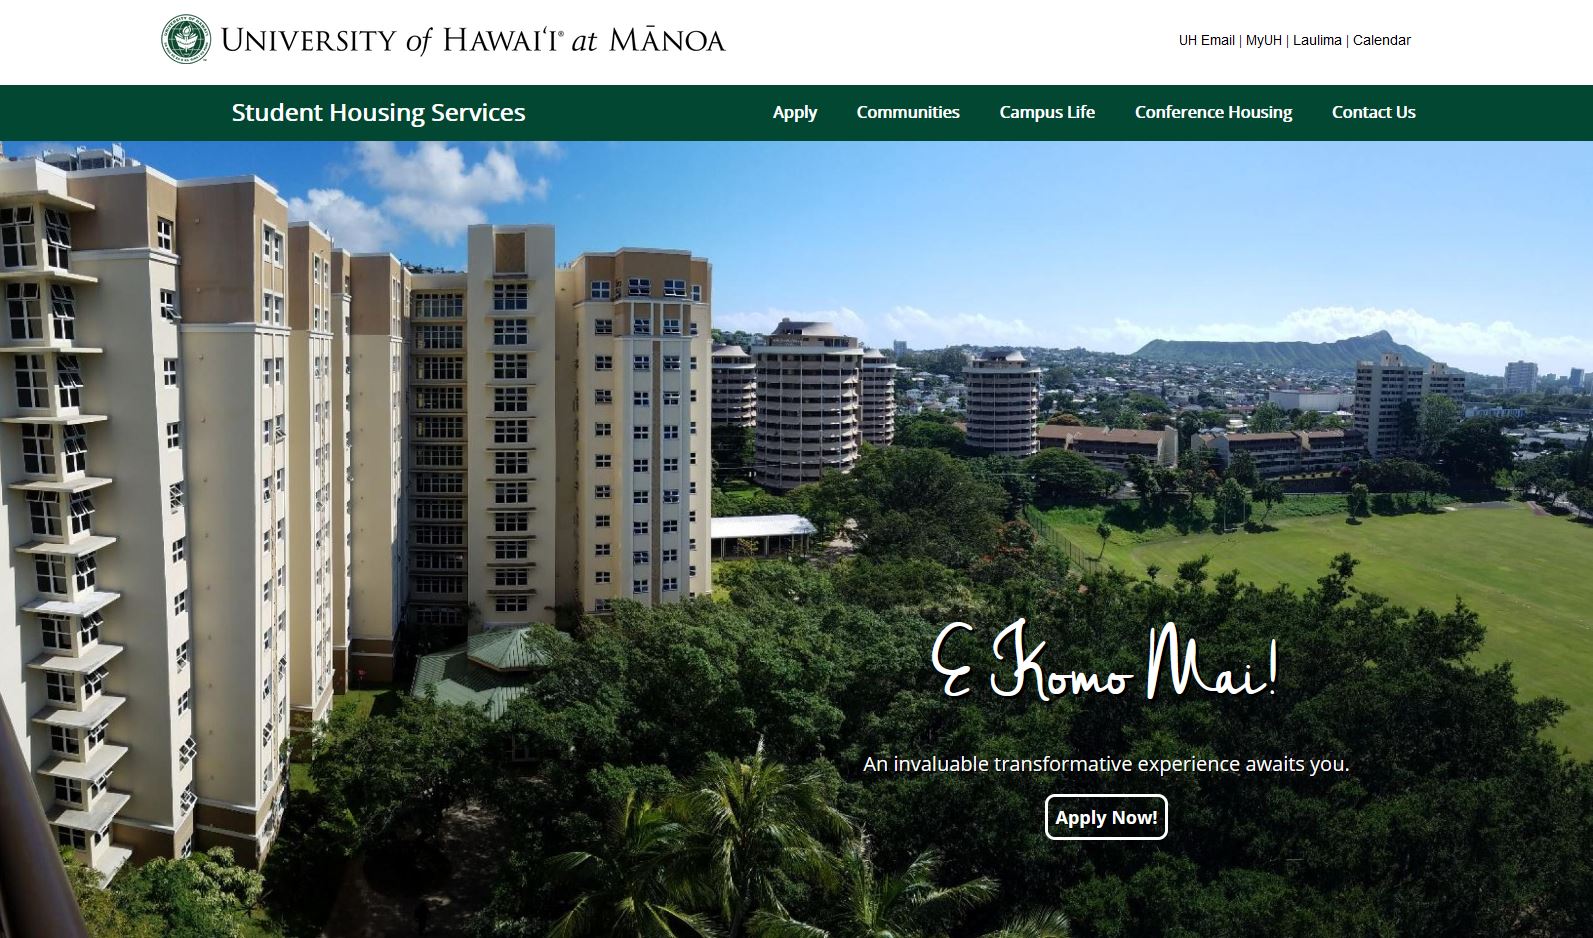 UNIVERSITY of HAWAIʻI® at MĀNOA
UH Email | MyUH | Laulima | Calendar
Student Housing Services
Apply
Communities
Campus Life
Conference Housing
Contact Us
E Komo Mai!
An invaluable transformative experience awaits you.
Apply Now!